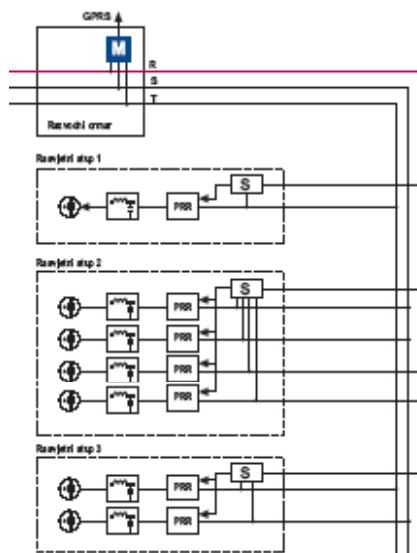 GPRS
M
R
S
T
Razvodni ormar
Rasvjetni stup 1
S
PRR
Rasvjetni stup 2
S
PRR
PRR
PRR
PRR
Rasvjetni stup 3
S
PRR
PRR